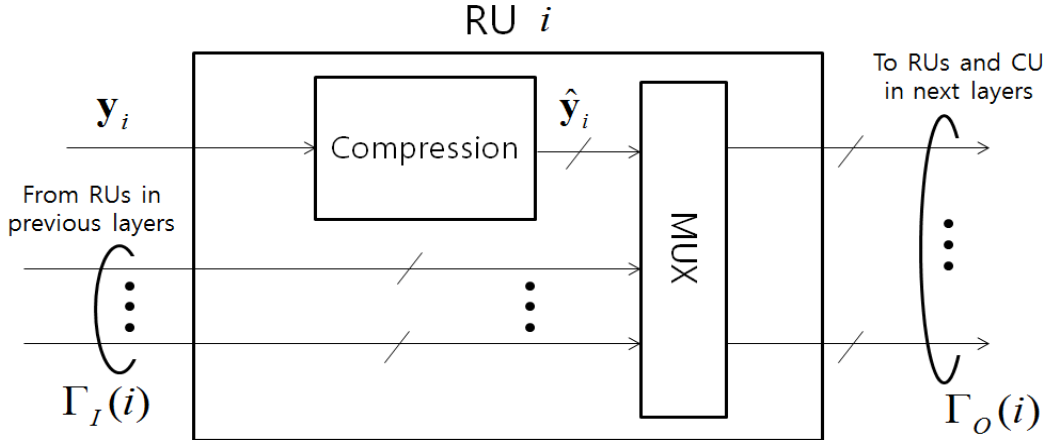 RU i
To RUs and CU
in next layers
y_i
ŷ_i
Compression
From RUs in
previous layers
MUX
Γ_I(i)
Γ_O(i)